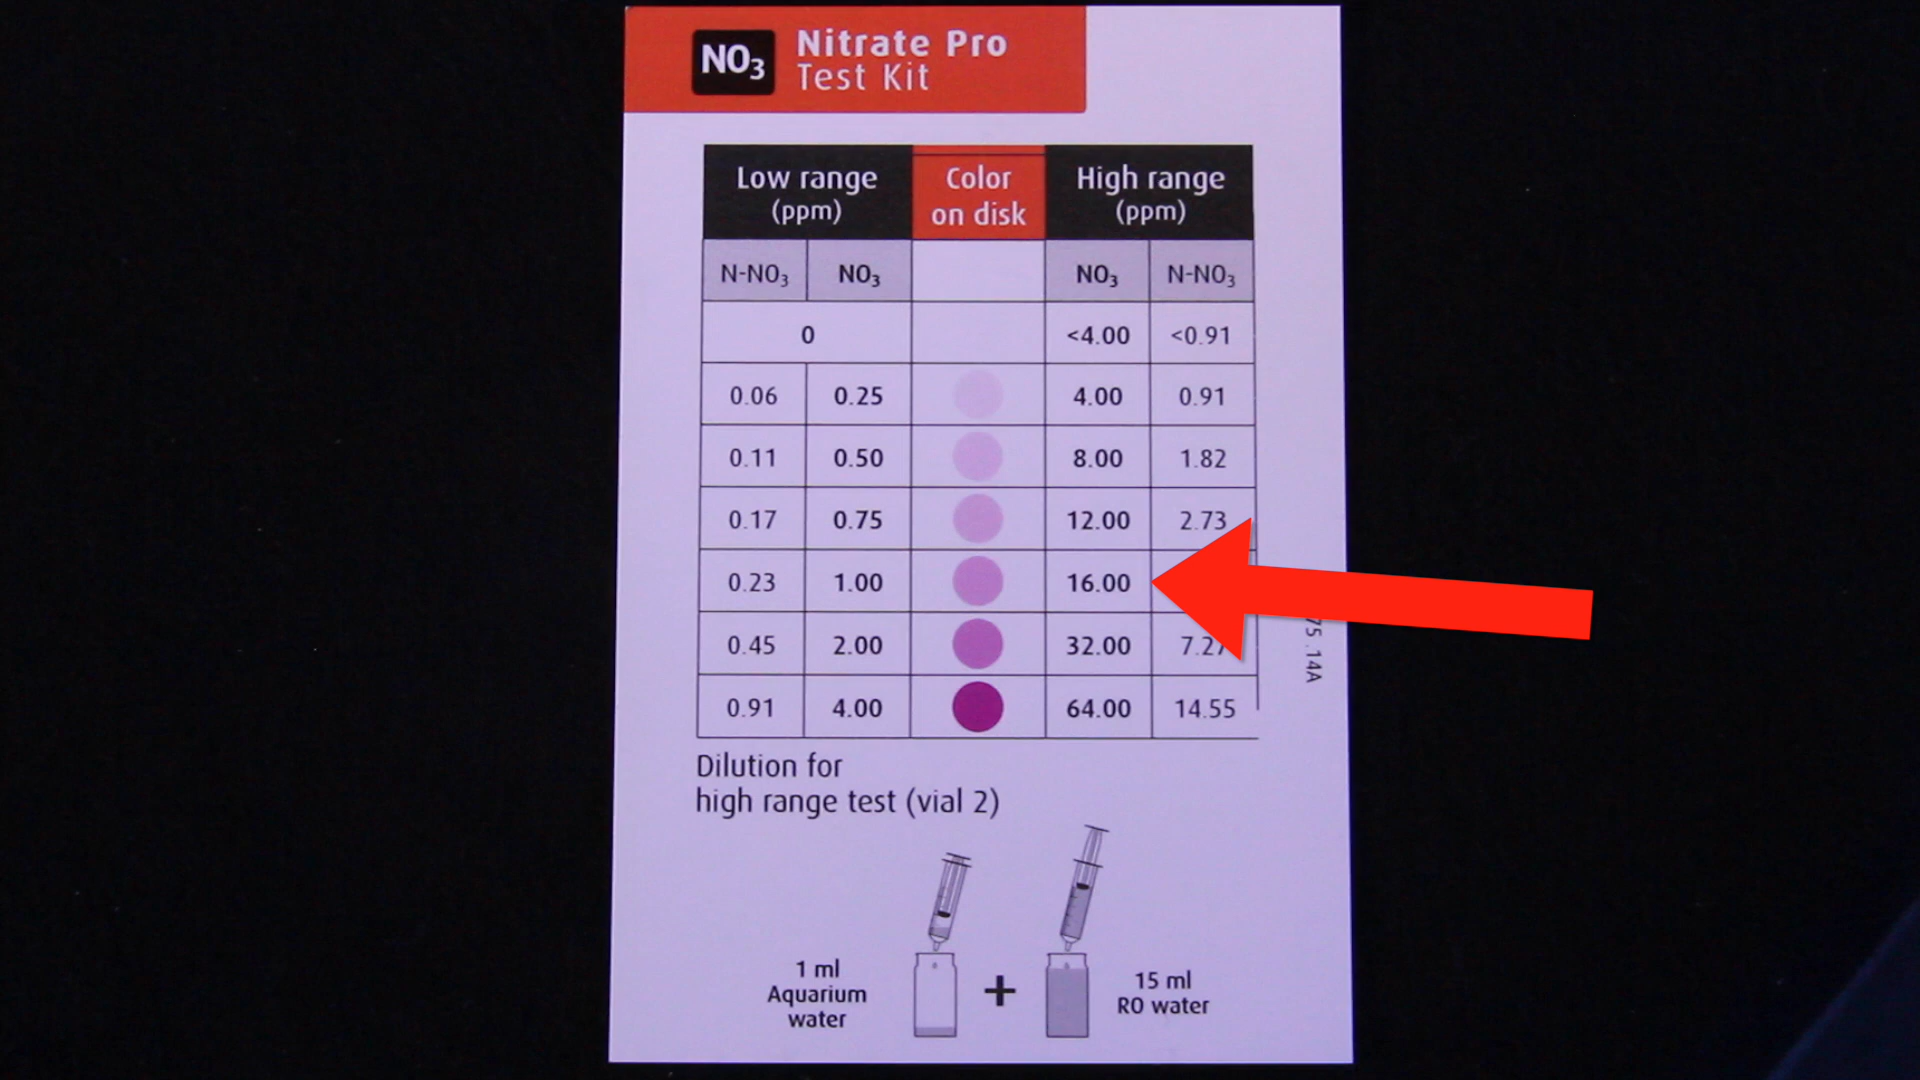 NO₃
Nitrate Pro
Test Kit
Low range
(ppm)
Color
on disk
High range
(ppm)
N-NO₃ NO₃ NO₃ N-NO₃
0 <4.00 <0.91
0.06 0.25 4.00 0.91
0.11 0.50 8.00 1.82
0.17 0.75 12.00 2.73
0.23 1.00 16.00
0.45 2.00 32.00 7.27
0.91 4.00 64.00 14.55
75.14A
Dilution for
high range test (vial 2)
1 ml
Aquarium
water
+
15 ml
RO water